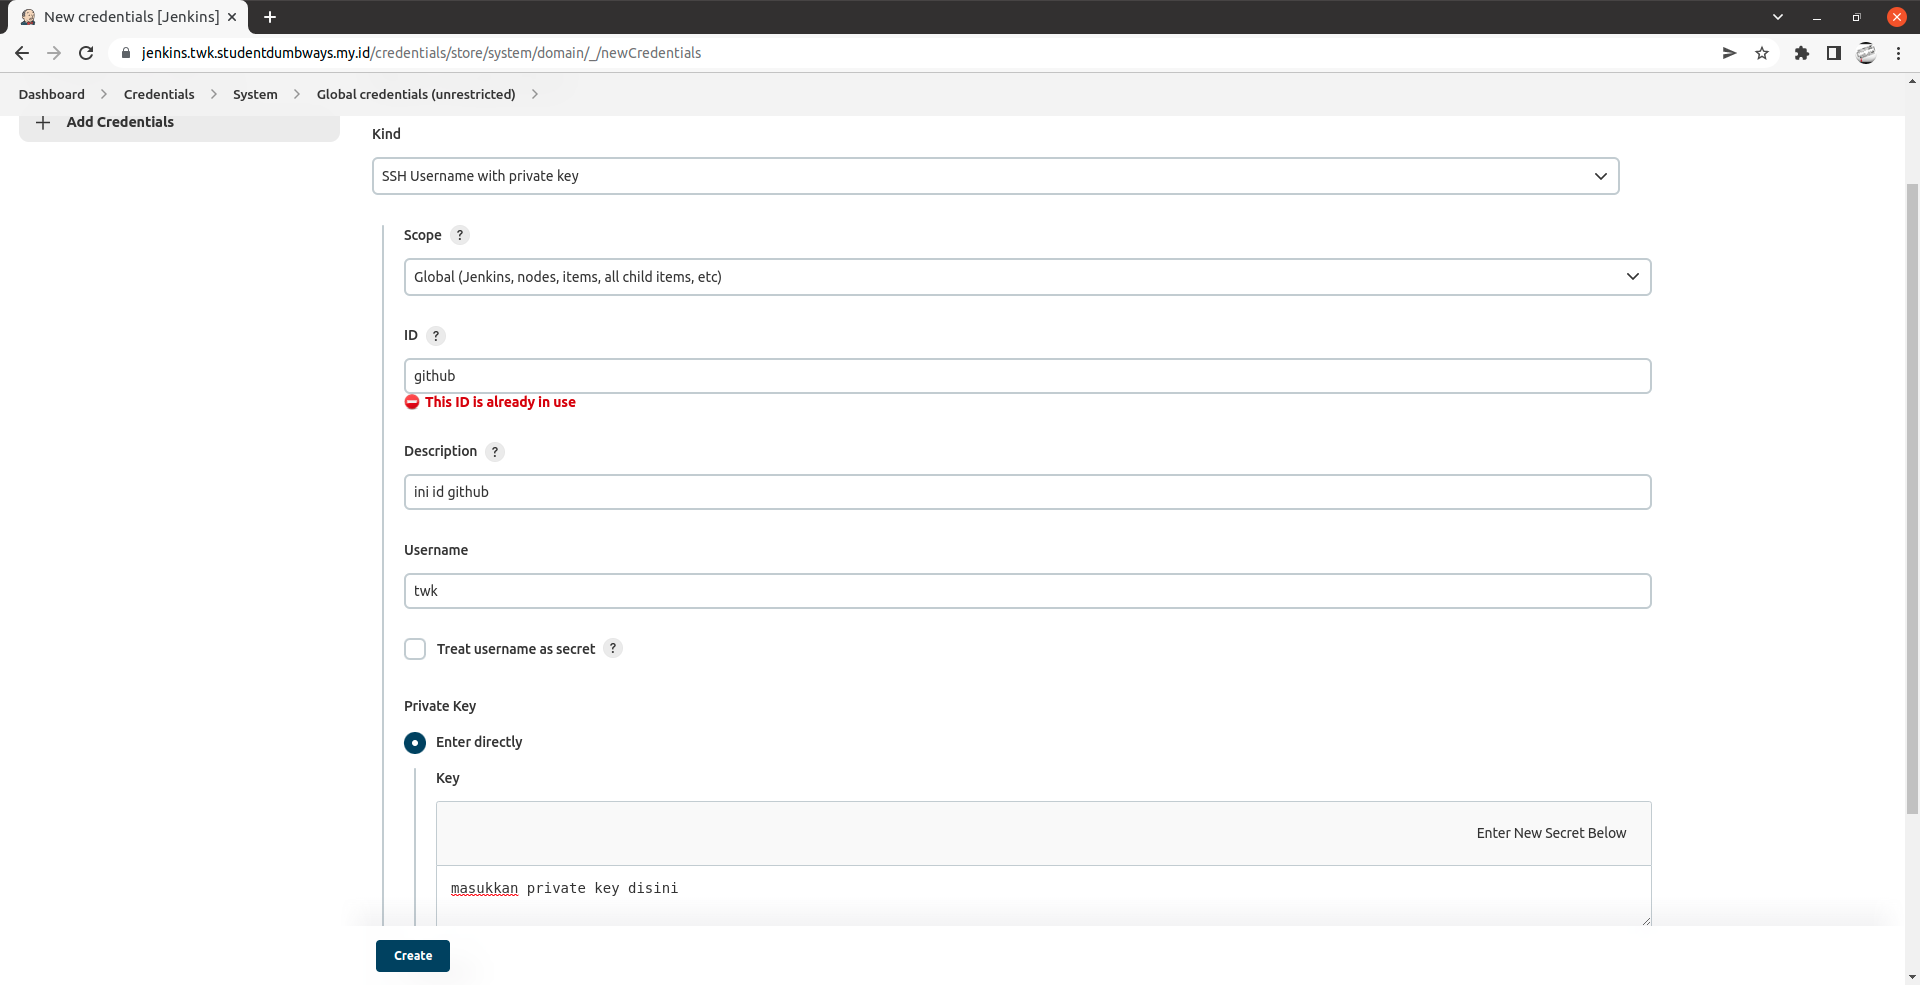 New credentials [Jenkins]
jenkins.twk.studentdumbways.my.id/credentials/store/system/domain/_/newCredentials
Dashboard > Credentials > System > Global credentials (unrestricted) >
+ Add Credentials
Kind
SSH Username with private key
Scope ?
Global (Jenkins, nodes, items, all child items, etc)
ID ?
github
This ID is already in use
Description ?
ini id github
Username
twk
Treat username as secret ?
Private Key
Enter directly
Key
Enter New Secret Below
masukkan private key disini
Create